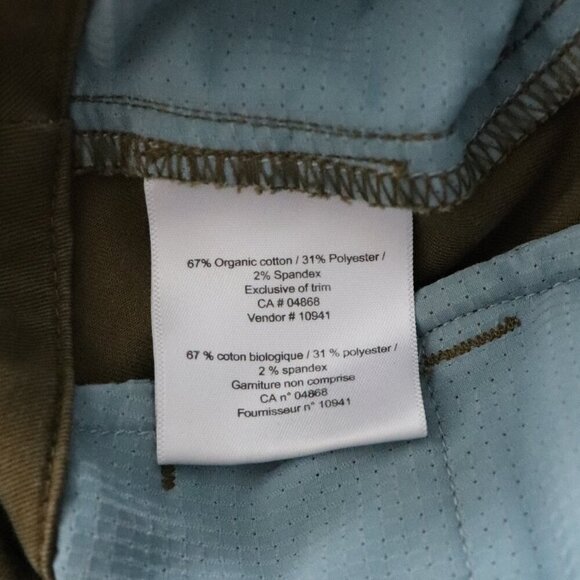 67% Organic cotton / 31% Polyester /
2% Spandex
Exclusive of trim
CA # 04868
Vendor # 10941
67 % coton biologique / 31 % polyester /
2 % spandex
Garniture non comprise
CA n° 04868
Fournisseur n° 10941